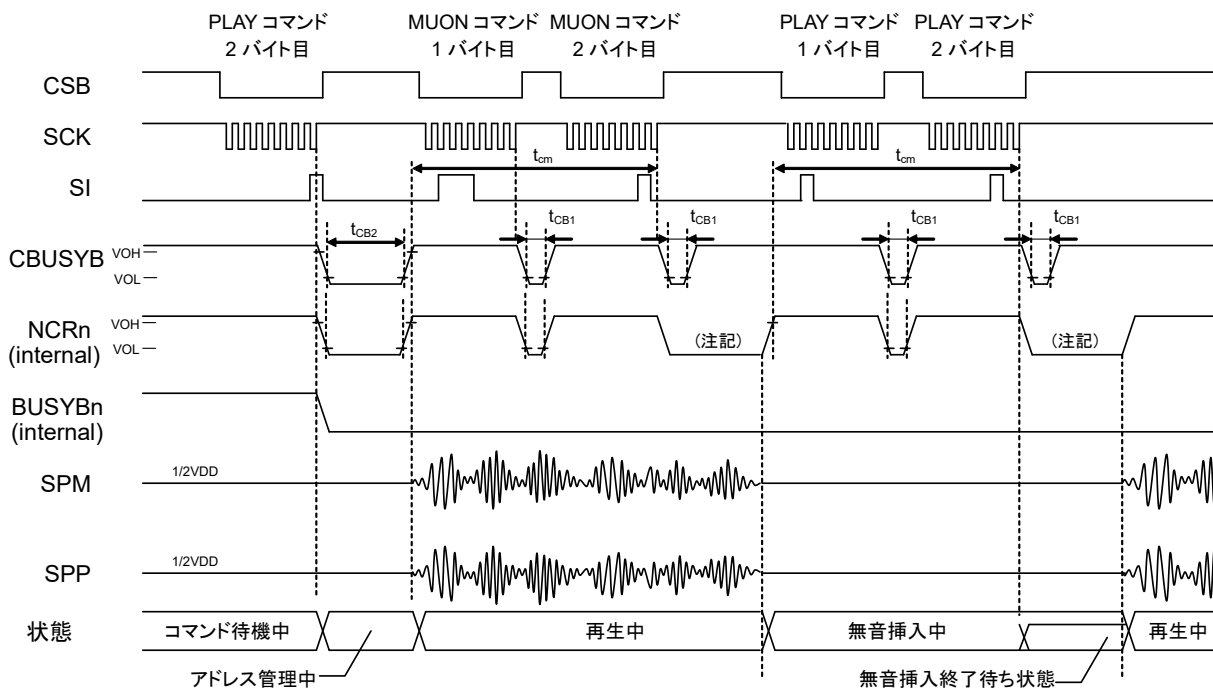 PLAY コマンド
2 バイト目
MUON コマンド
1 バイト目
MUON コマンド
2 バイト目
PLAY コマンド
1 バイト目
PLAY コマンド
2 バイト目
CSB
SCK
tcm
tcm
SI
tCB2
tCB1
tCB1
tCB1
tCB1
CBUSYB
VOH
VOL
NCRn
(internal)
VOH
VOL
(注記)
(注記)
BUSYBn
(internal)
SPM
1/2VDD
SPP
1/2VDD
状態
コマンド待機中
再生中
無音挿入中
再生中
アドレス管理中
無音挿入終了待ち状態